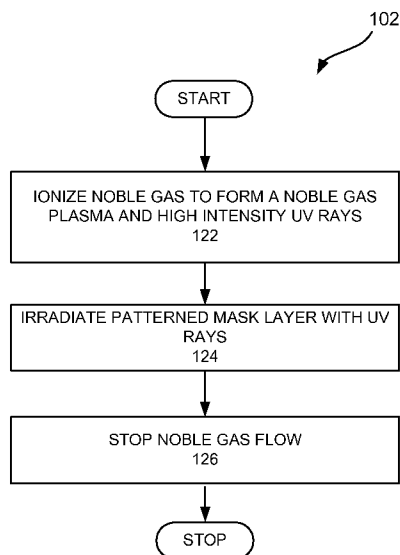 102
START
IONIZE NOBLE GAS TO FORM A NOBLE GAS
PLASMA AND HIGH INTENSITY UV RAYS
122
IRRADIATE PATTERNED MASK LAYER WITH UV
RAYS
124
STOP NOBLE GAS FLOW
126
STOP